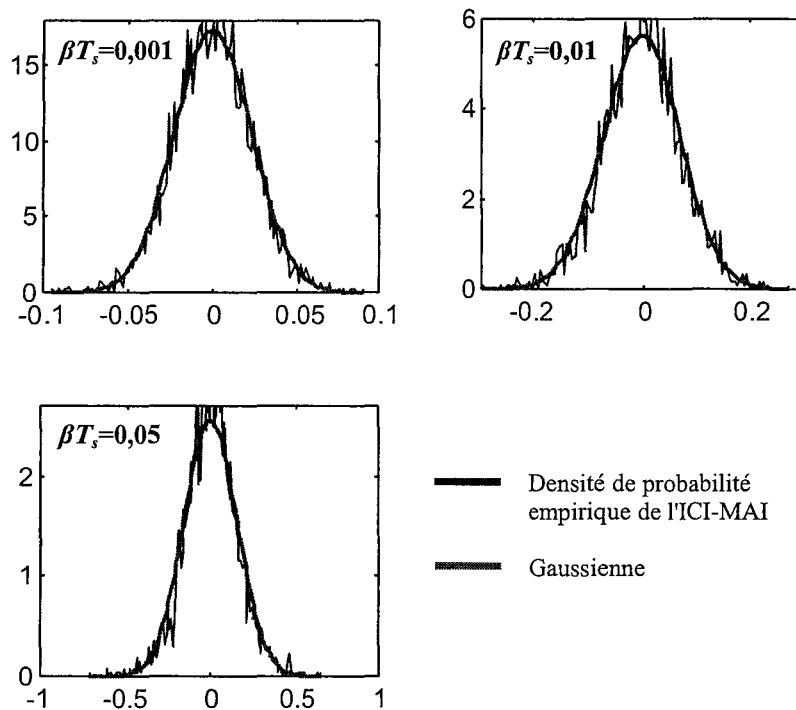 βTs=0,001
15
10
5
0
-0.1 -0.05 0 0.05 0.1
βTs=0,01
6
4
2
0
-0.2 0 0.2
βTs=0,05
2
1
0
-1 -0.5 0 0.5 1
Densité de probabilité
empirique de l'ICI-MAI
Gaussienne